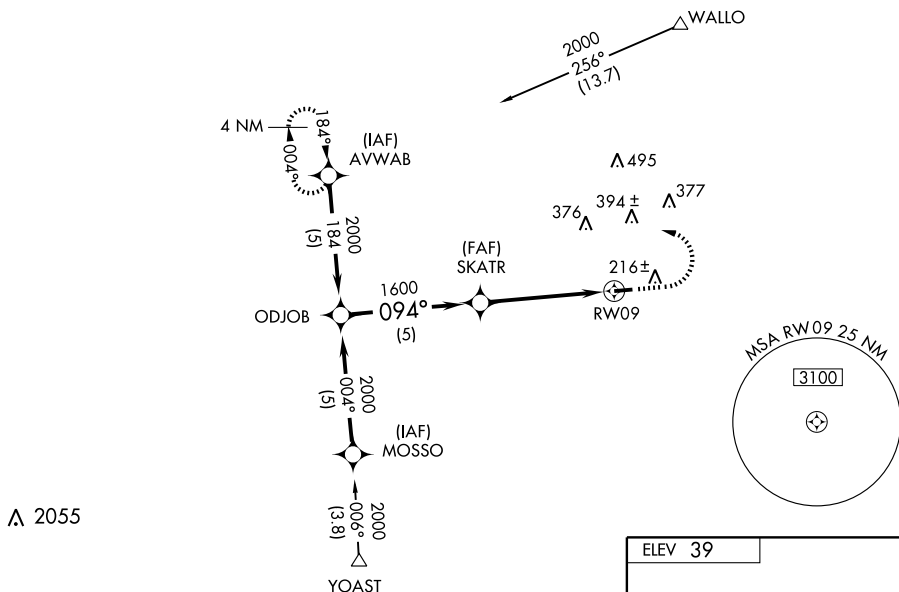 WALLO
2000
256°
(13.7)
4 NM
184°
004°
(IAF)
AVWAB
495
376
394 ±
377
2000
184
(5)
(FAF)
SKATR
216±
1600
094°
(5)
ODJOB
RW09
MSA RW09 25 NM
3100
2000
004°
(5)
(IAF)
MOSSO
2055
2000
006°
(3.8)
YOAST
ELEV 39